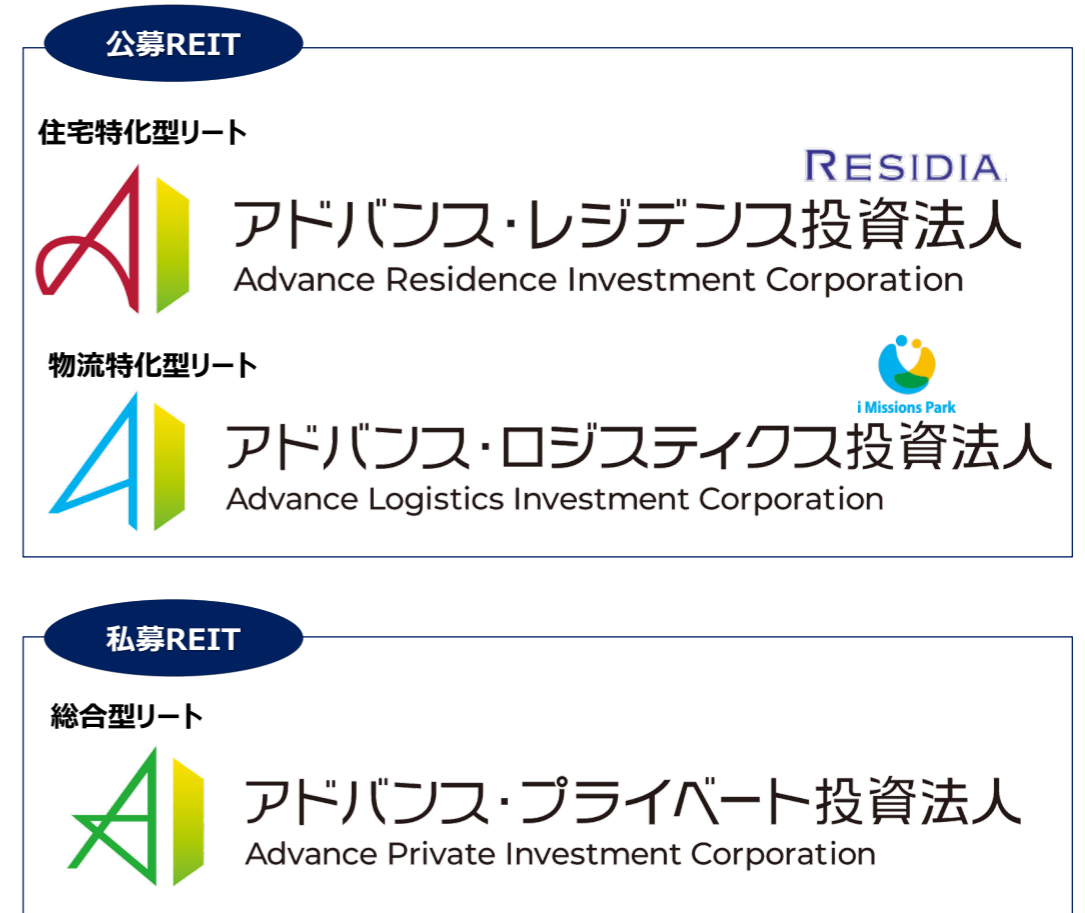 公募REIT
住宅特化型リート
RESIDIA
アドバンス・レジデンス投資法人
Advance Residence Investment Corporation
物流特化型リート
i Missions Park
アドバンス・ロジスティクス投資法人
Advance Logistics Investment Corporation
私募REIT
総合型リート
アドバンス・プライベート投資法人
Advance Private Investment Corporation